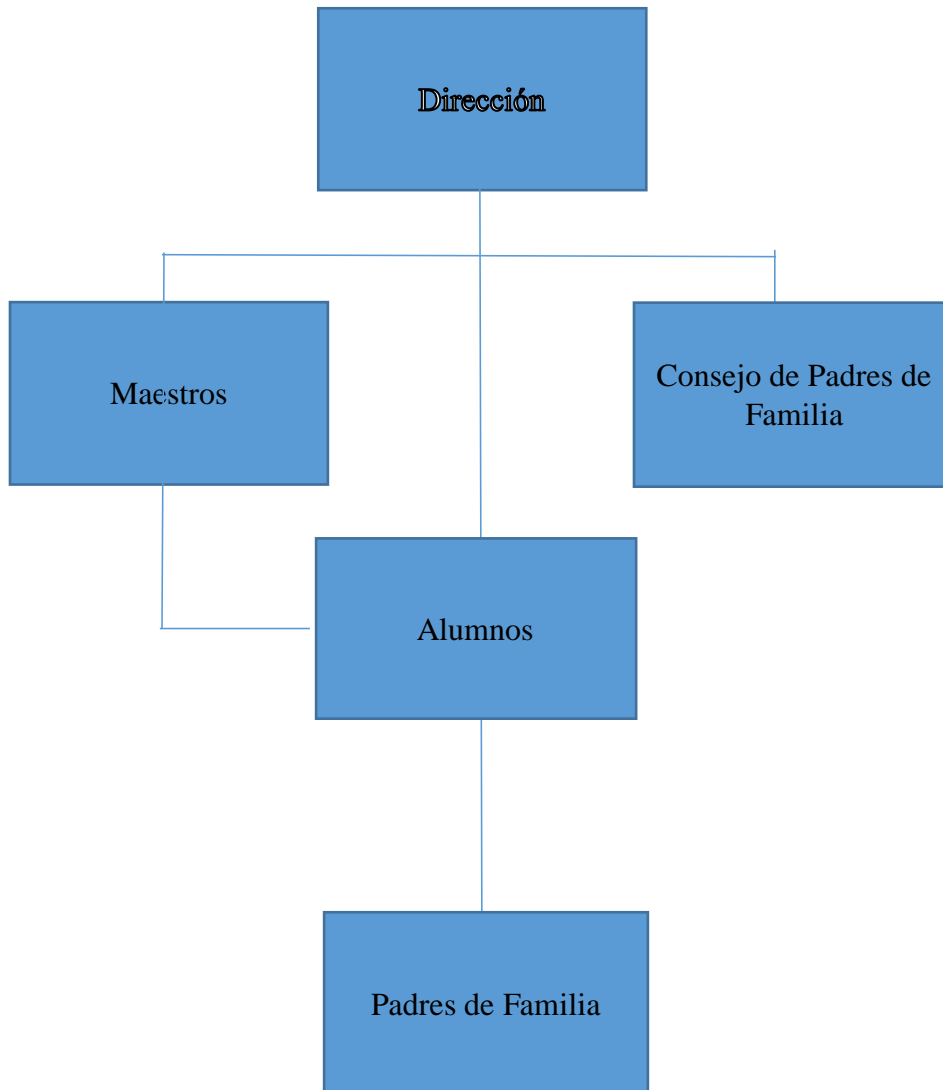 Dirección
Maestros
Consejo de Padres de
Familia
Alumnos
Padres de Familia